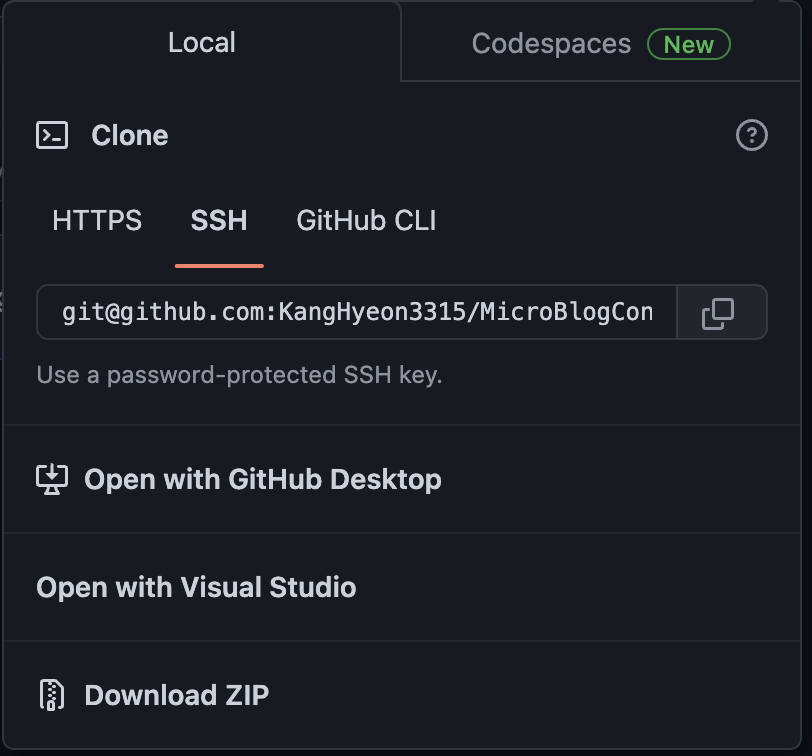 Local
Codespaces New
Clone
HTTPS SSH GitHub CLI
git@github.com:KangHyeon3315/MicroBlogCon
Use a password-protected SSH key.
Open with GitHub Desktop
Open with Visual Studio
Download ZIP